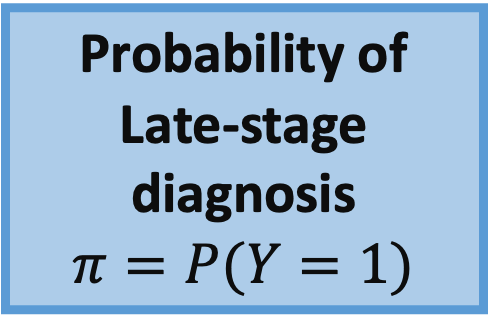 Probability of
Late-stage
diagnosis
π = P(Y = 1)